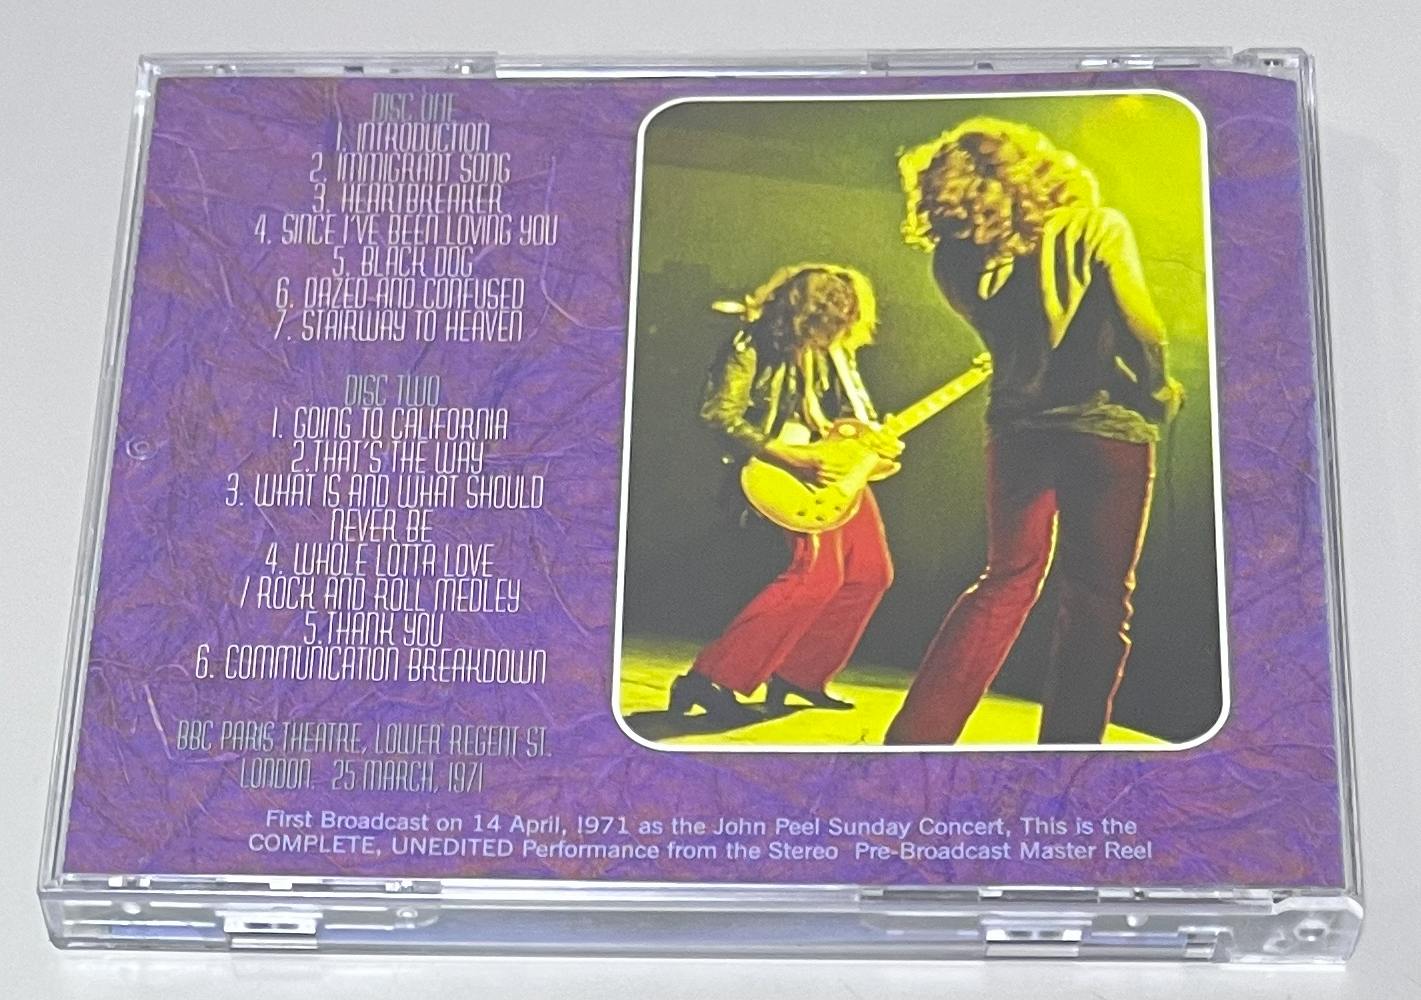 DISC ONE
1. INTRODUCTION
2. IMMIGRANT SONG
3. HEARTBREAKER
4. SINCE I'VE BEEN LOVING YOU
5. BLACK DOG
6. DAZED AND CONFUSED
7. STAIRWAY TO HEAVEN
DISC TWO
1. GOING TO CALIFORNIA
2.THAT'S THE WAY
3. WHAT IS AND WHAT SHOULD
NEVER BE
4. WHOLE LOTTA LOVE
/ ROCK AND ROLL MEDLEY
5.THANK YOU
6. COMMUNICATION BREAKDOWN
BBC PARIS THEATRE, LOWER REGENT ST.
LONDON. 25 MARCH, 1971
First Broadcast on 14 April, 1971 as the John Peel Sunday Concert, This is the
COMPLETE, UNEDITED Performance from the Stereo Pre-Broadcast Master Reel